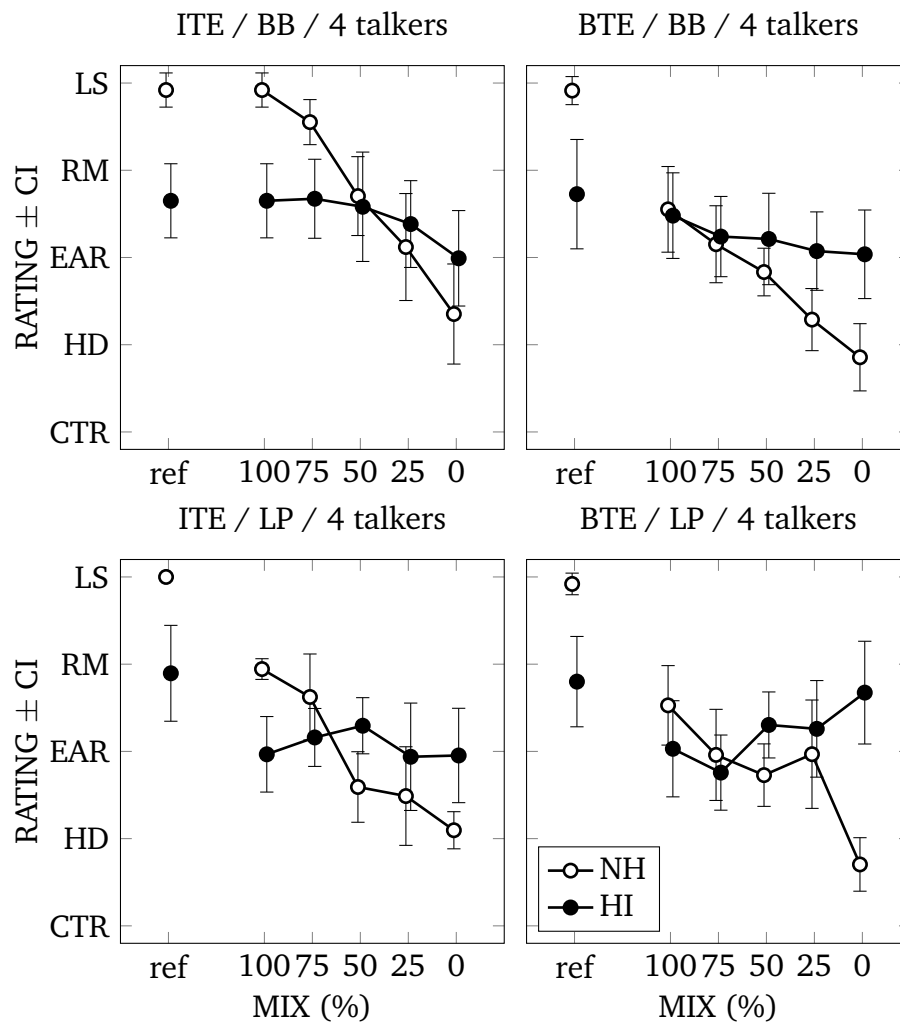 ITE / BB / 4 talkers
BTE / BB / 4 talkers
RATING ± CI
LS
RM
EAR
HD
CTR
ref 100 75 50 25 0
ref 100 75 50 25 0
ITE / LP / 4 talkers
BTE / LP / 4 talkers
RATING ± CI
LS
RM
EAR
HD
CTR
NH
HI
ref 100 75 50 25 0
ref 100 75 50 25 0
MIX (%)
MIX (%)